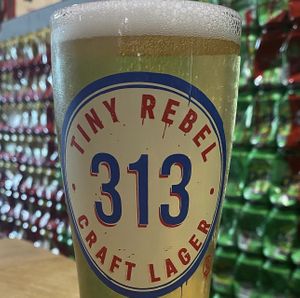 TINY REBEL
313
CRAFT LAGER